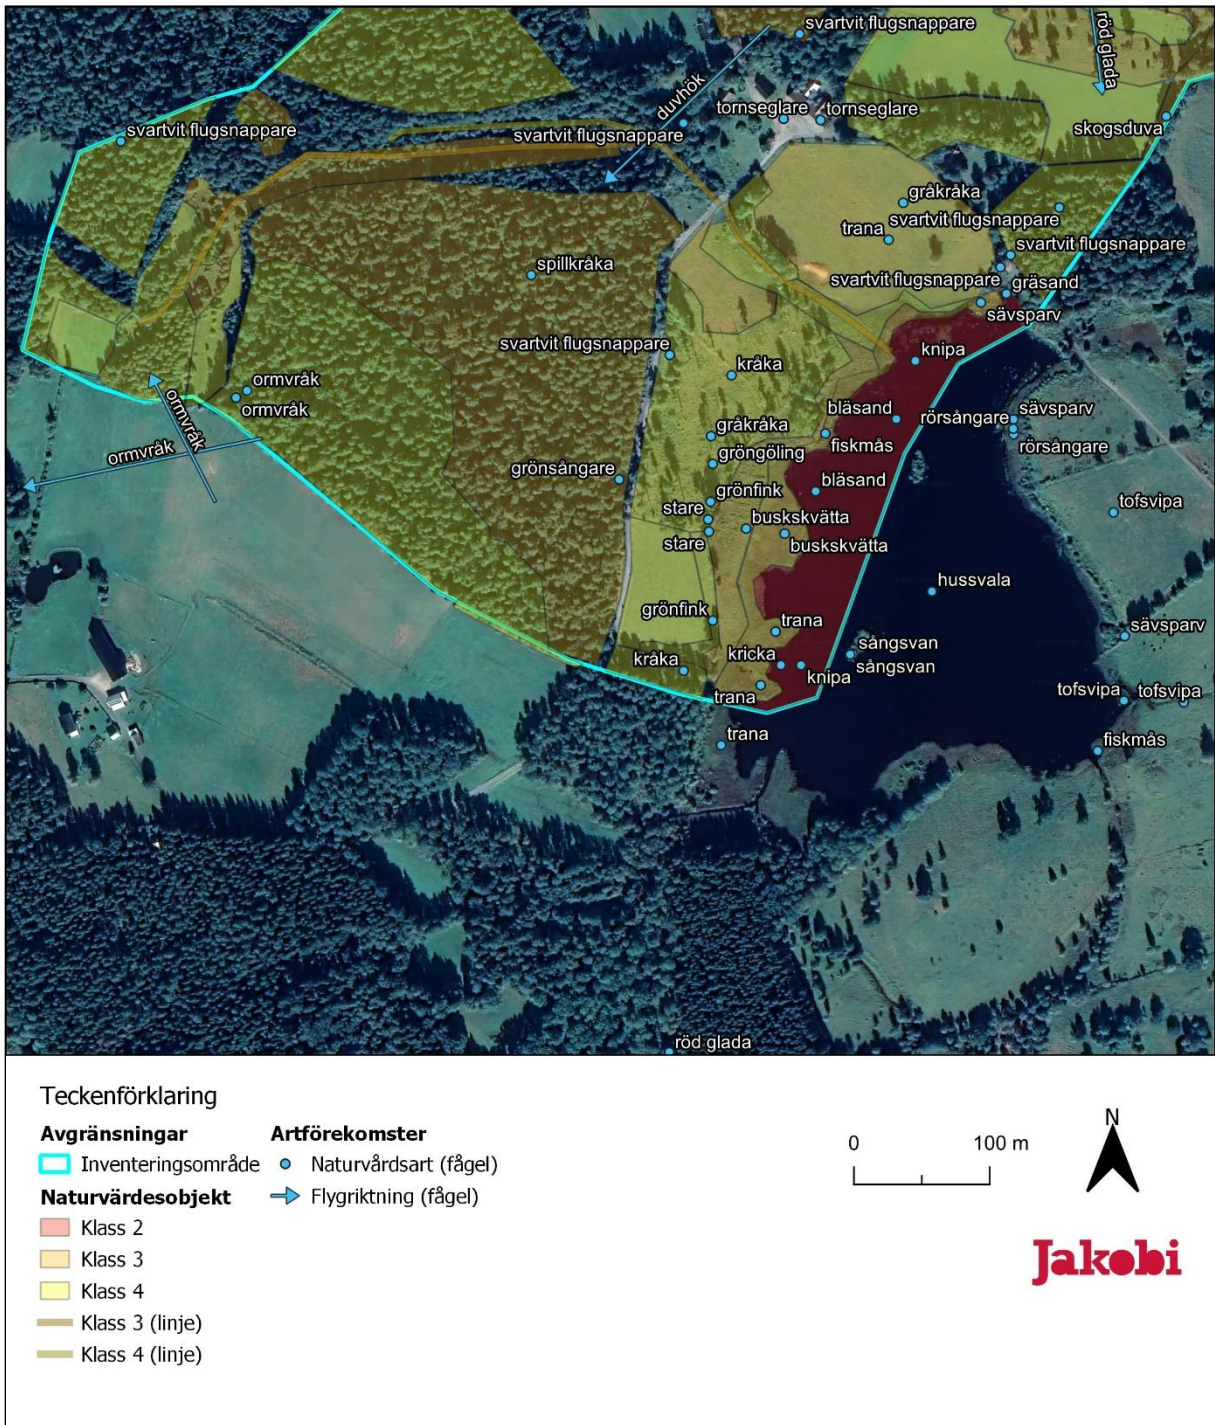 svartvit flugsnappare
röd glada
duvhök
tornseglare
tornseglare
skogsduva
svartvit flugsnappare
svartvit flugsnappare
gråkråka
svartvit flugsnappare
trana
svartvit flugsnappare
spillkråka
svartvit flugsnappare
gräsand
sävsparv
svartvit flugsnappare
knipa
kråka
ormvråk
ormvråk
ormvråk
ormvråk
bläsand
sävsparv
rörsångare
gråkråka
fiskmås
rörsångare
gröngöling
grönsångare
bläsand
grönfink
stare
buskskvätta
tofsvipa
stare
buskskvätta
hussvala
grönfink
trana
sävsparv
kricka
sångsvan
kråka
knipa
sångsvan
trana
tofsvipa
tofsvipa
trana
fiskmås
röd glada
Teckenförklaring
Avgränsningar
Inventeringsområde
Naturvärdesobjekt
Klass 2
Klass 3
Klass 4
Klass 3 (linje)
Klass 4 (linje)
Artförekomster
Naturvårdsart (fågel)
Flygriktning (fågel)
0 100 m
N
Jakobi